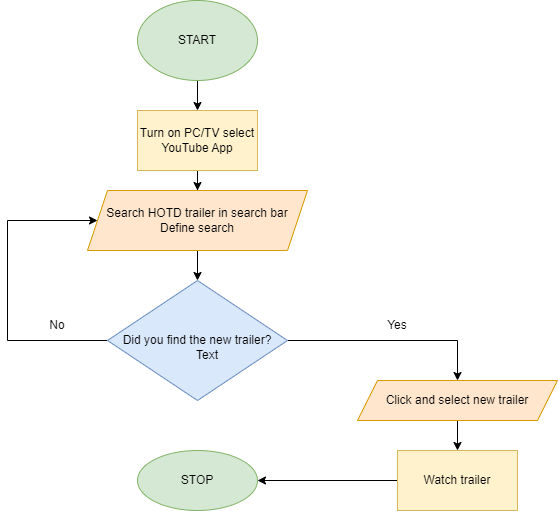 START
Turn on PC/TV select
YouTube App
Search HOTD trailer in search bar
Define search
Did you find the new trailer?
Text
No
Yes
Click and select new trailer
Watch trailer
STOP